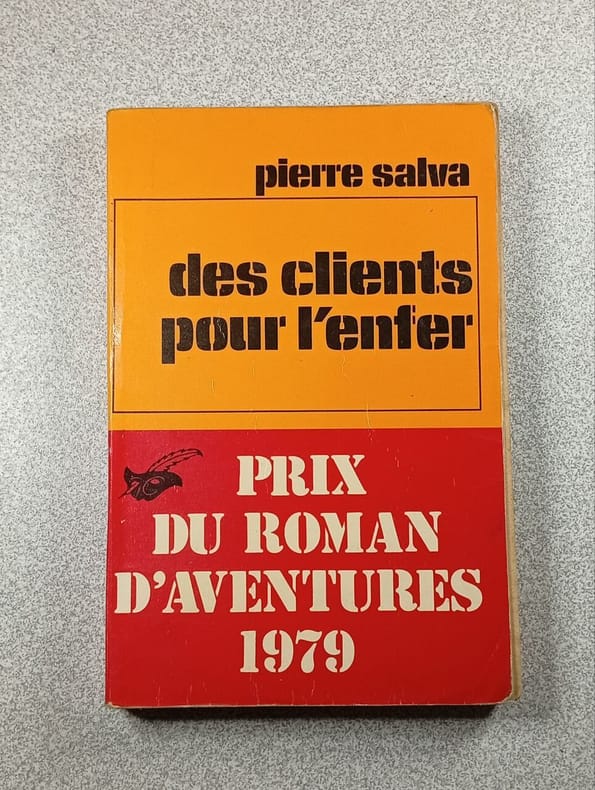 pierre salva
des clients
pour l'enfer
PRIX
DU ROMAN
D'AVENTURES
1979